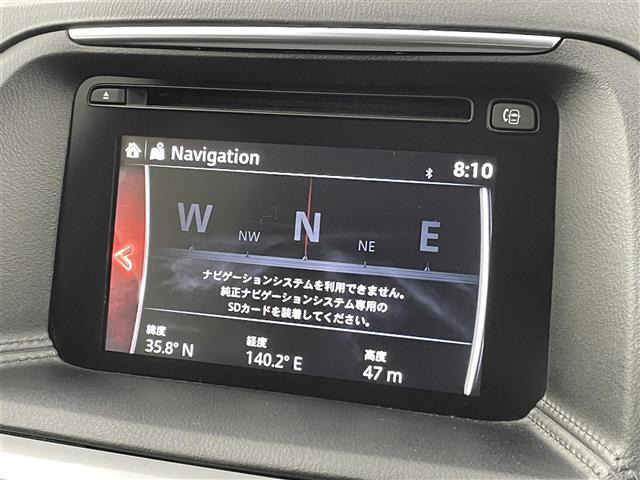 Navigation
8:10
W NW N NE E
ナビゲーションシステムを利用できません。
純正ナビゲーションシステム専用の
SDカードを装着してください。
緯度 経度 高度
35.8° N 140.2° E 47 m